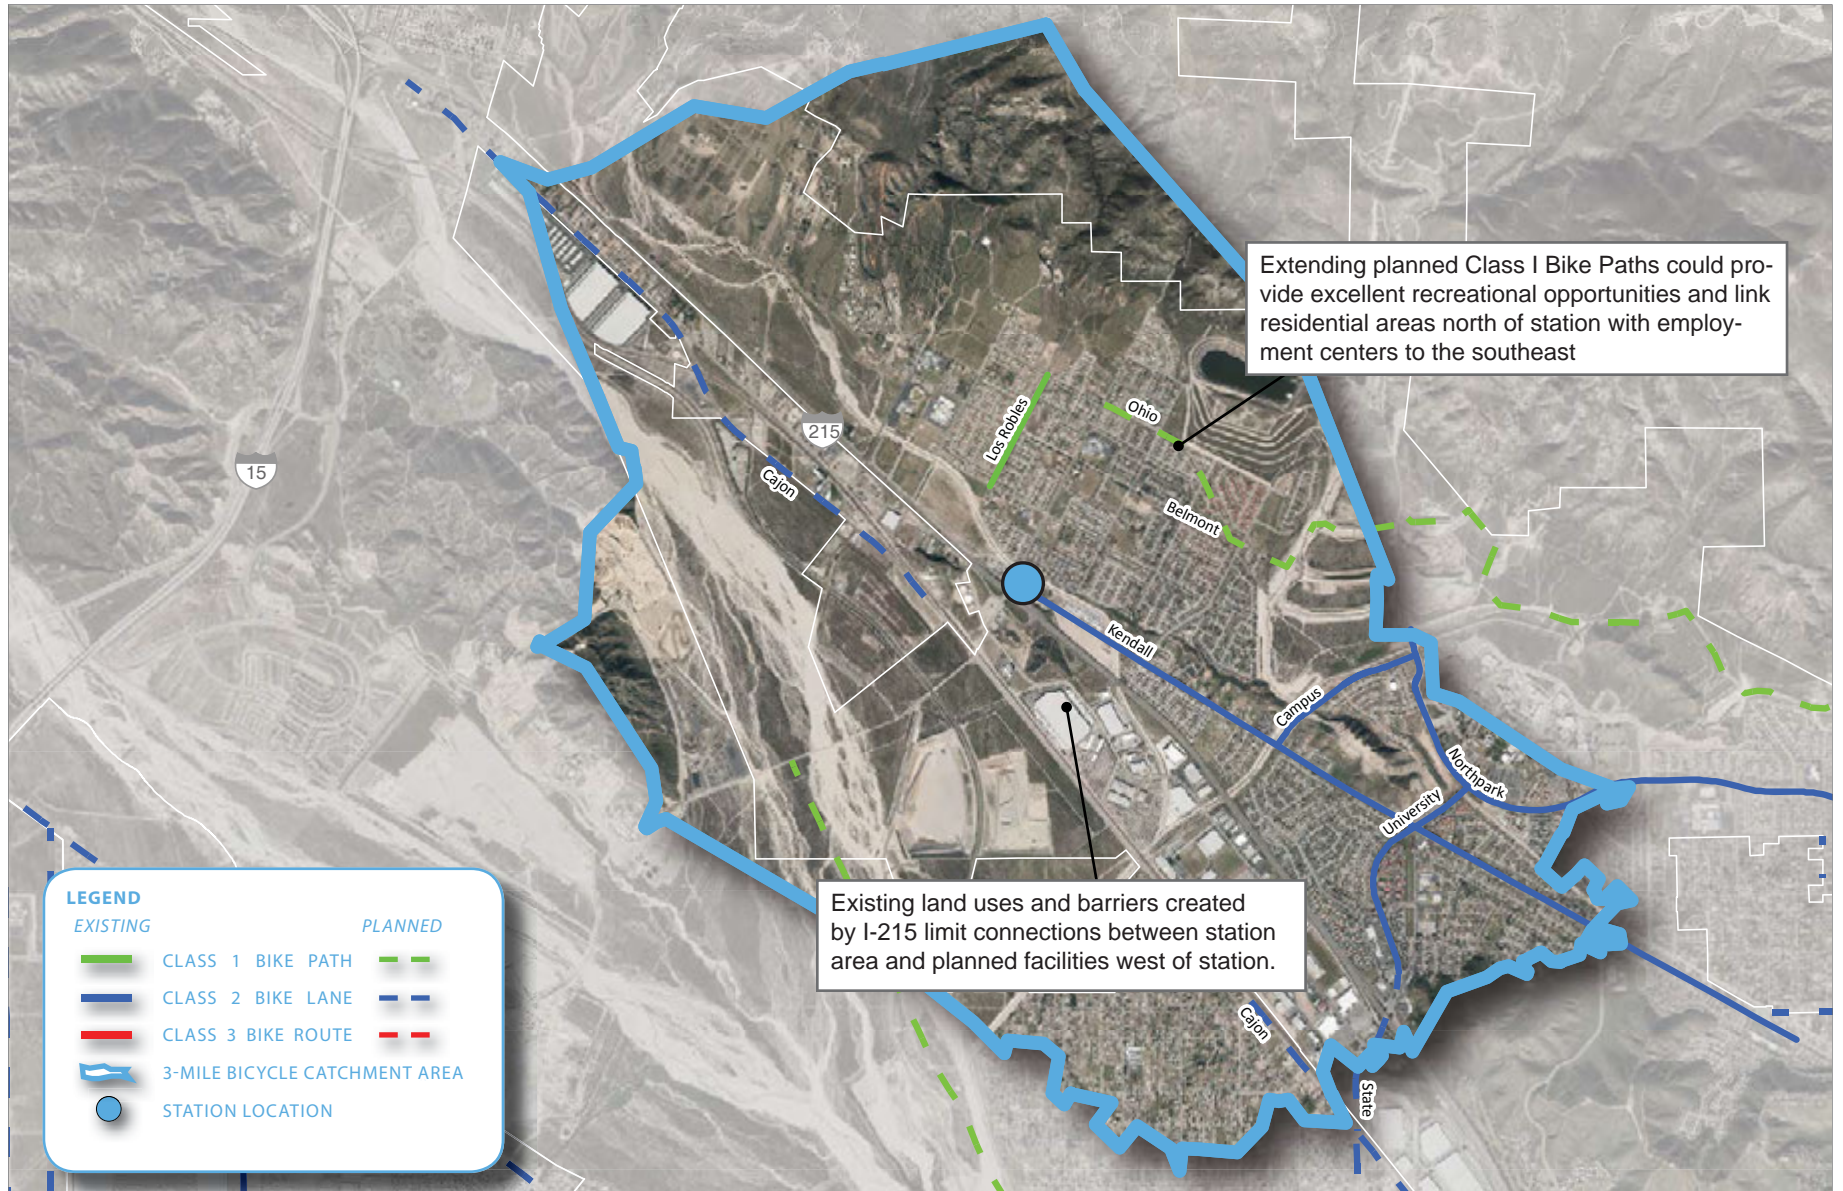 Extending planned Class I Bike Paths could pro-
vide excellent recreational opportunities and link
residential areas north of station with employ-
ment centers to the southeast
Los Robles
Ohio
215
15
Cajon
Belmont
Kendall
Campus
Northpark
University
Existing land uses and barriers created
by I-215 limit connections between station
area and planned facilities west of station.
Cajon
State
LEGEND
EXISTING PLANNED
CLASS 1 BIKE PATH
CLASS 2 BIKE LANE
CLASS 3 BIKE ROUTE
3-MILE BICYCLE CATCHMENT AREA
STATION LOCATION